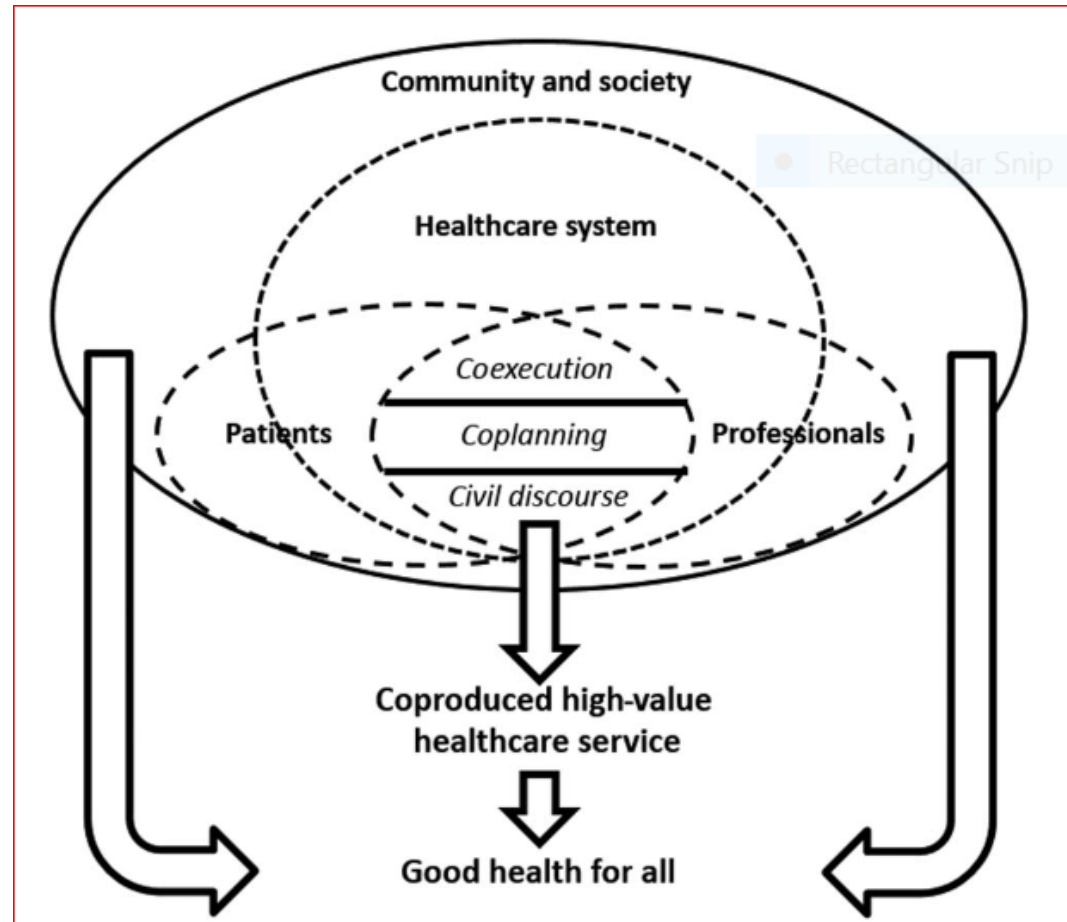 Community and society
Rectangular Snip
Healthcare system
Coexecution
Patients
Coplanning
Professionals
Civil discourse
Coproduced high-value
healthcare service
Good health for all